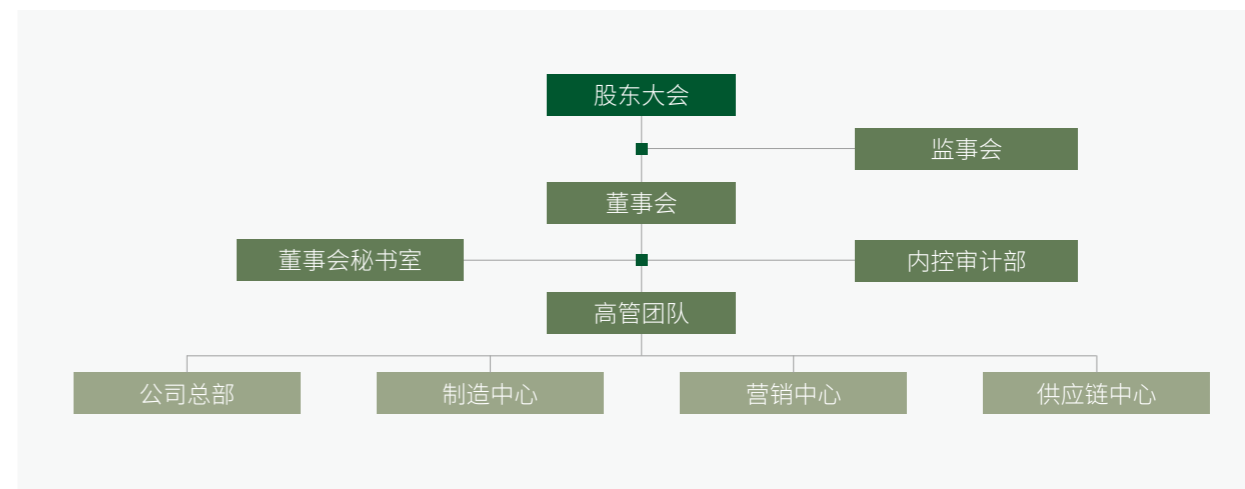 股东大会
监事会
董事会
董事会秘书室
内控审计部
高管团队
公司总部
制造中心
营销中心
供应链中心